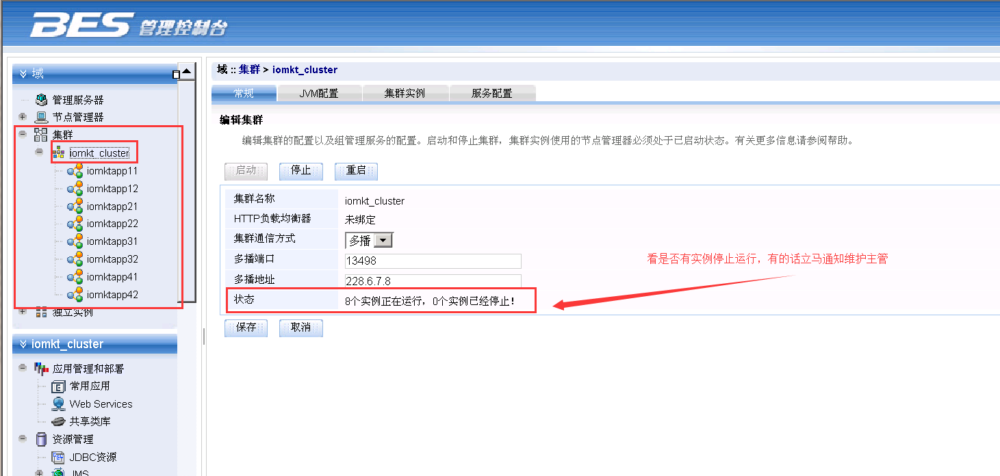 BES 管理控制台
域
管理服务器
节点管理器
集群
iomkt_cluster
iomktapp11
iomktapp12
iomktapp21
iomktapp22
iomktapp31
iomktapp32
iomktapp41
iomktapp42
独立实例
iomkt_cluster
应用管理和部署
常用应用
Web Services
共享类库
资源管理
JDBC资源
JMS
域 :: 集群 > iomkt_cluster
常规 JVM配置 集群实例 服务配置
编辑集群
编辑集群的配置以及组管理服务的配置。启动和停止集群，集群实例使用的节点管理器必须处于已启动状态。有关更多信息请参阅帮助。
启动 停止 重启
集群名称 iomkt_cluster
HTTP负载均衡器 未绑定
集群通信方式 多播
多播端口 13498
多播地址 228.6.7.8
状态 8个实例正在运行，0个实例已经停止！
保存 取消
看是否有实例停止运行，有的话立马通知维护主管